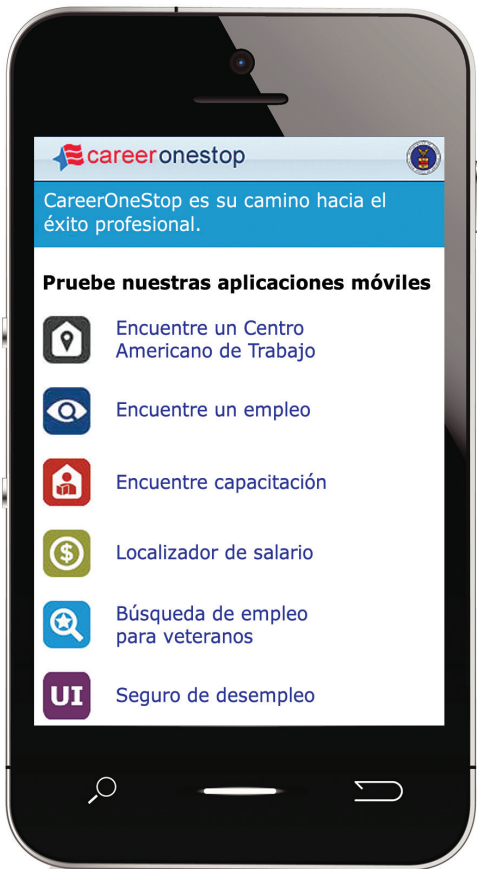 careeronestop
CareerOneStop es su camino hacia el
éxito profesional.
Pruebe nuestras aplicaciones móviles
Encuentre un Centro
Americano de Trabajo
Encuentre un empleo
Encuentre capacitación
$
Localizador de salario
Búsqueda de empleo
para veteranos
UI
Seguro de desempleo